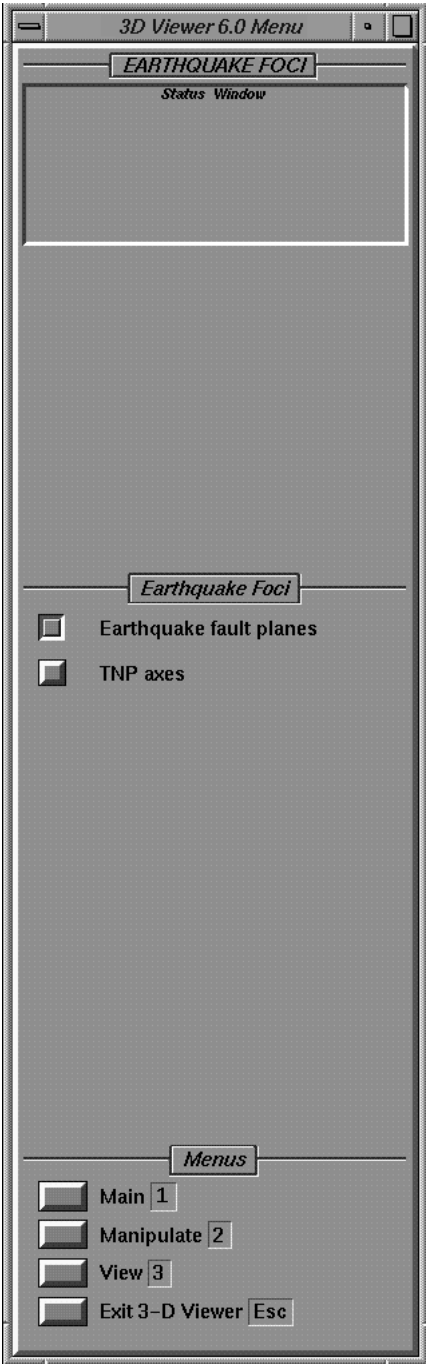 3D Viewer 6.0 Menu
EARTHQUAKE FOCI
Status Window
Earthquake Foci
Earthquake fault planes
TNP axes
Menus
Main 1
Manipulate 2
View 3
Exit 3-D Viewer Esc